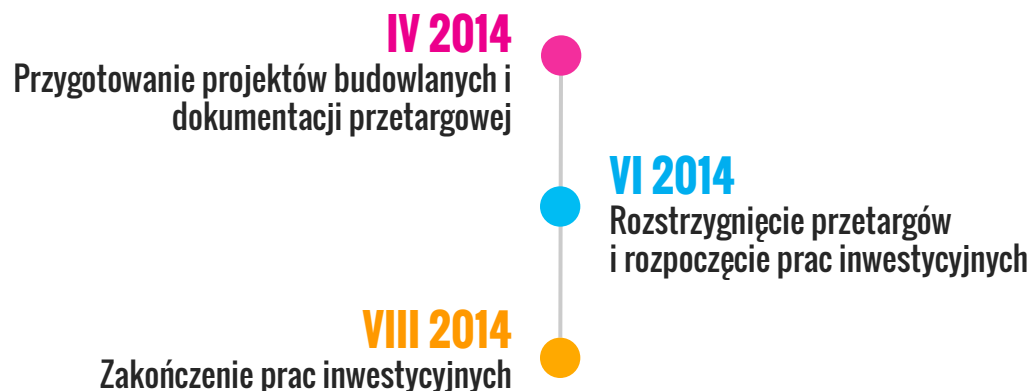 IV 2014
Przygotowanie projektów budowlanych i
dokumentacji przetargowej
VI 2014
Rozstrzygnięcie przetargów
i rozpoczęcie prac inwestycyjnych
VIII 2014
Zakończenie prac inwestycyjnych